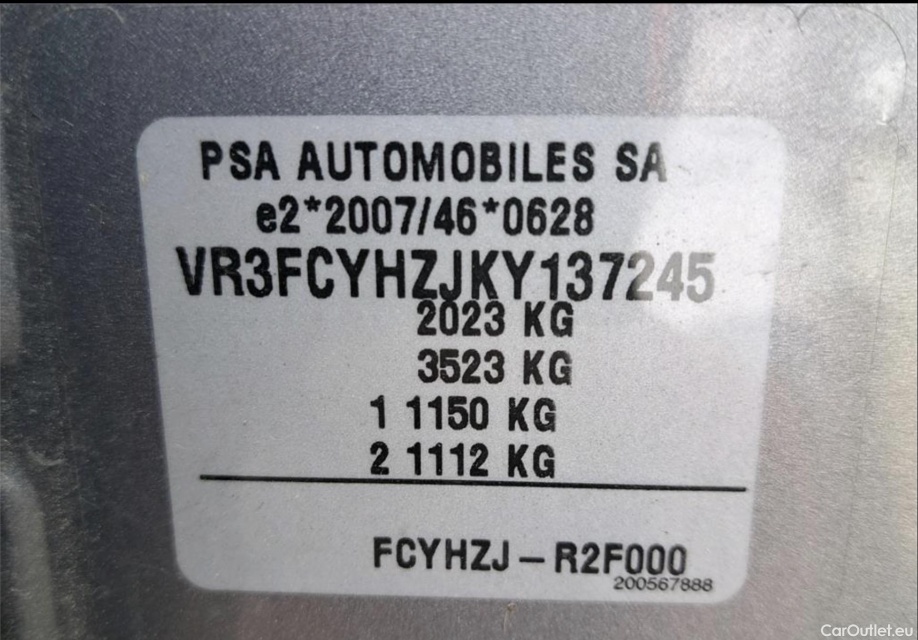 PSA AUTOMOBILES SA
e2*2007/46*0628
VR3FCYHZJKY137245
2023 KG
3523 KG
1 1150 KG
2 1112 KG
FCYHZJ – R2F000
200567888
CarOutlet.eu